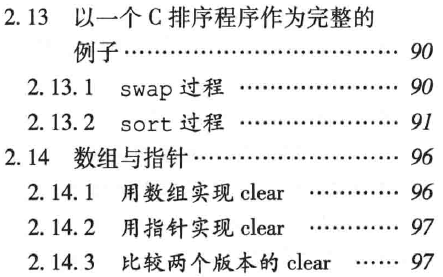 2.13 以一个 C 排序程序作为完整的
例子…………………………… 90
2.13.1 swap 过程 …………………… 90
2.13.2 sort 过程 …………………… 91
2.14 数组与指针………………………… 96
2.14.1 用数组实现 clear ………… 96
2.14.2 用指针实现 clear ………… 97
2.14.3 比较两个版本的 clear …… 97